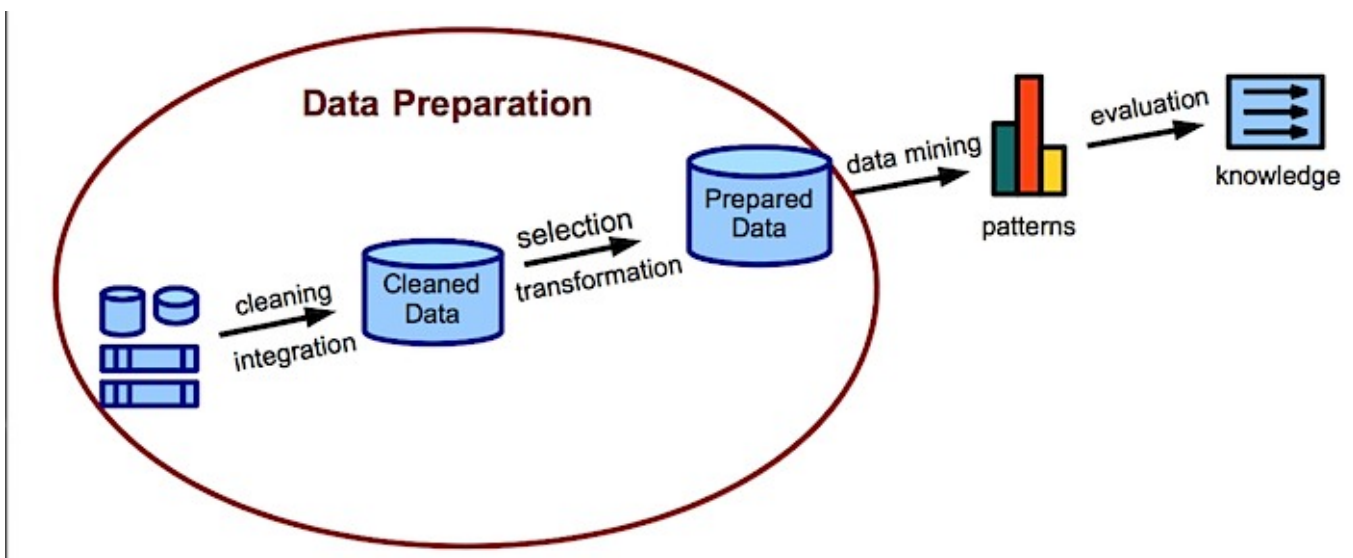 Data Preparation
cleaning
integration
Cleaned
Data
selection
transformation
Prepared
Data
data mining
patterns
evaluation
knowledge